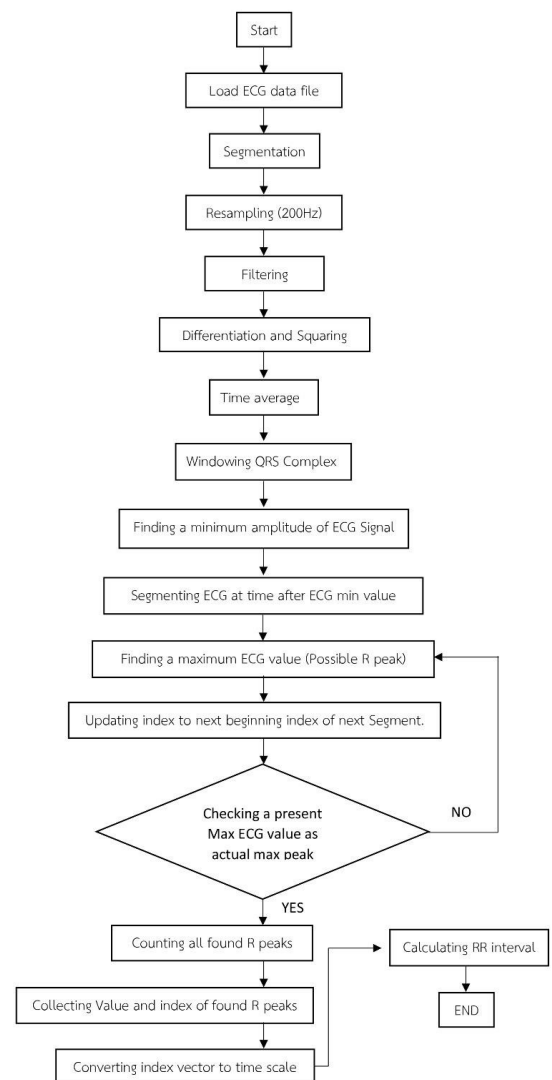 Start
Load ECG data file
Segmentation
Resampling (200Hz)
Filtering
Differentiation and Squaring
Time average
Windowing QRS Complex
Finding a minimum amplitude of ECG Signal
Segmenting ECG at time after ECG min value
Finding a maximum ECG value (Possible R peak)
Updating index to next beginning index of next Segment.
Checking a present
Max ECG value as
actual max peak
NO
YES
Counting all found R peaks
Collecting Value and index of found R peaks
Converting index vector to time scale
Calculating RR interval
END